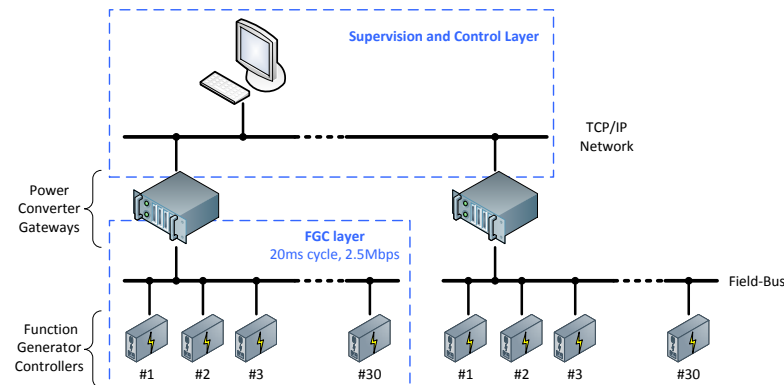 Supervision and Control Layer
TCP/IP
Network
Power
Converter
Gateways
FGC layer
20ms cycle, 2.5Mbps
Field-Bus
Function
Generator
Controllers
#1 #2 #3 #30 #1 #2 #3 #30